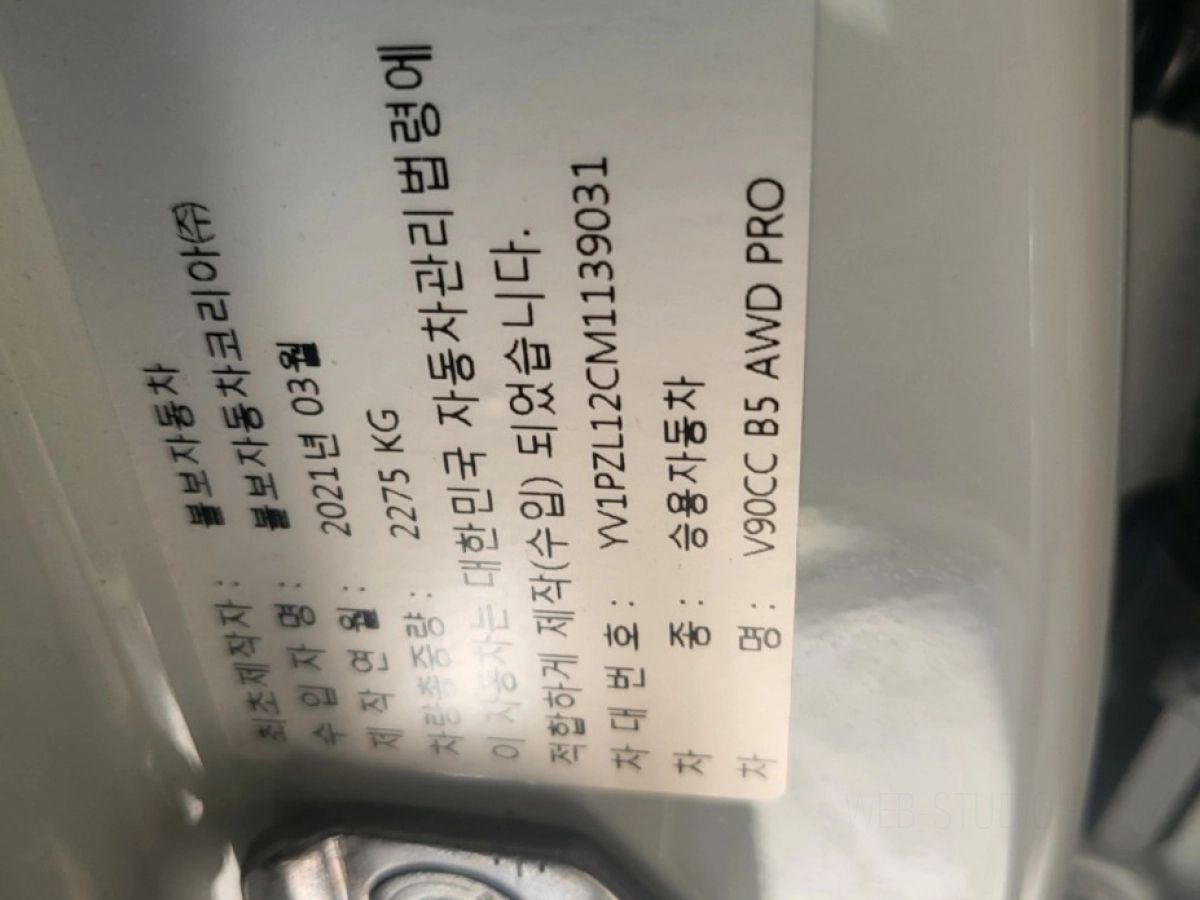 최초제작자 : 볼보자동차
수 입 자 명 : 볼보자동차코리아(주)
제 작 연 월 : 2021년 03월
차량총중량 : 2275 KG
이 자동차는 대한민국 자동차관리법령에
적합하게 제작(수입) 되었습니다.
차 대 번 호 : YV1PZL12CM1139031
차 종 : 승용자동차
차 명 : V90CC B5 AWD PRO
WEB-STUDIO